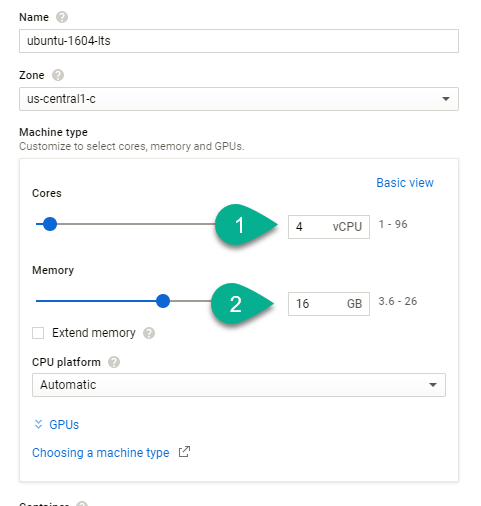 Name ?
ubuntu-1604-lts
Zone ?
us-central1-c
Machine type
Customize to select cores, memory and GPUs.
Basic view
Cores
1
4 vCPU 1 - 96
Memory
2
16 GB 3.6 - 26
Extend memory ?
CPU platform ?
Automatic
GPUs
Choosing a machine type
Container ?